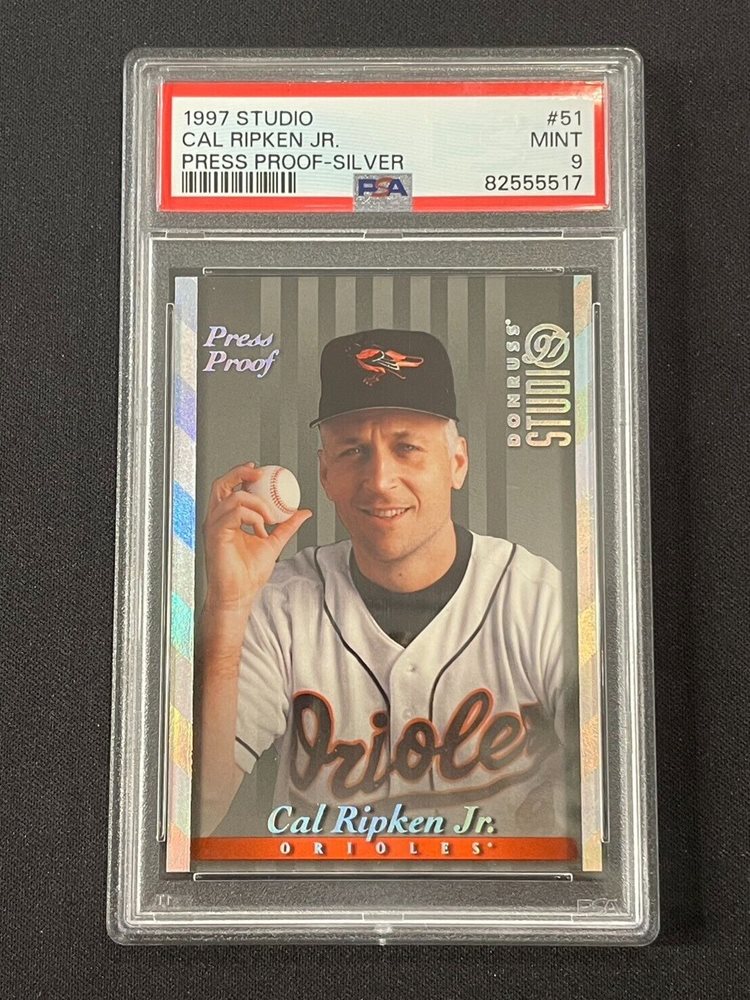 1997 STUDIO #51
CAL RIPKEN JR. MINT
PRESS PROOF-SILVER 9
PSA 82555517
Press
Proof
DONRUSS
STUDIO
97
Orioles
Cal Ripken Jr.
ORIOLES
PSA